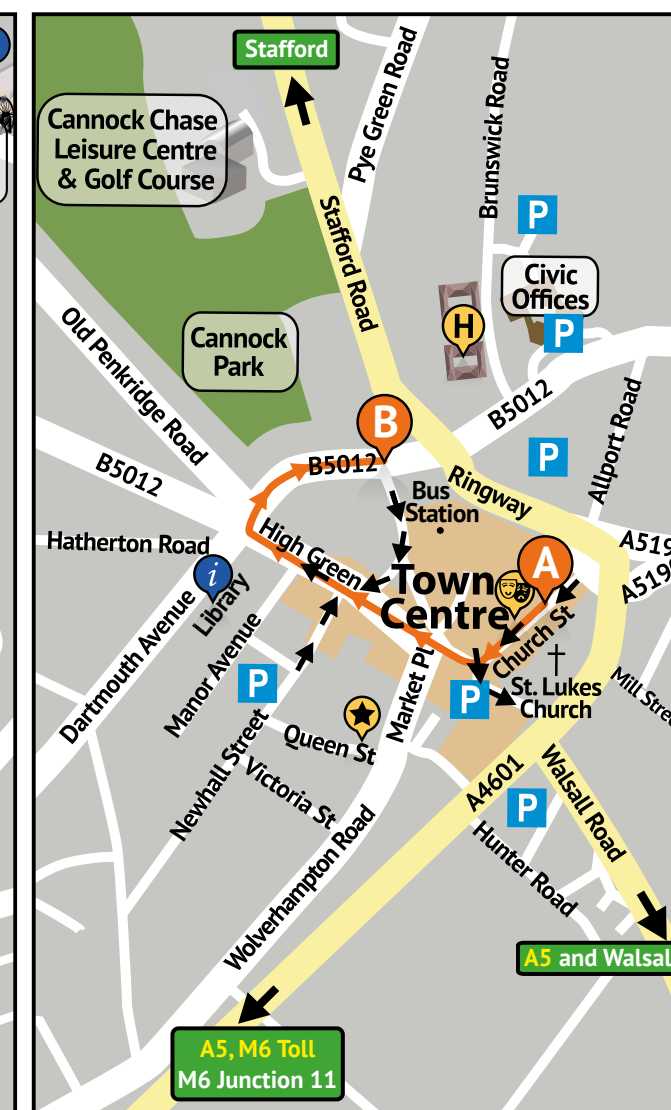 Stafford
Pye Green Road
Brunswick Road
Cannock Chase
Leisure Centre
& Golf Course
P
Stafford Road
Civic
Offices
P
H
Old Penkridge Road
Cannock
Park
B5012
B
B5012
B5012
P
Allport Road
Ringway
Bus
Station
Hatherton Road
High Green
A519
A519
A
i
Library
Town
Centre
Church St
Dartmouth Avenue
Manor Avenue
Market Pl
St. Lukes
Church
Mill Stre
P
P
Newhall Street
Queen St
Victoria St
A4601
Walsall Road
P
Hunter Road
Wolverhampton Road
A5 and Walsal
A5, M6 Toll
M6 Junction 11